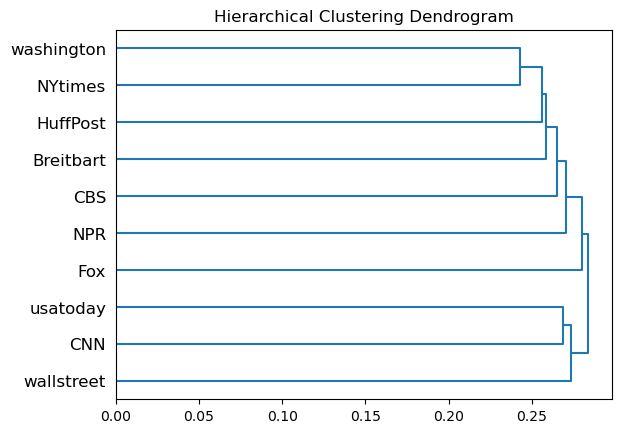 Hierarchical Clustering Dendrogram
washington
NYtimes
HuffPost
Breitbart
CBS
NPR
Fox
usatoday
CNN
wallstreet
0.00 0.05 0.10 0.15 0.20 0.25